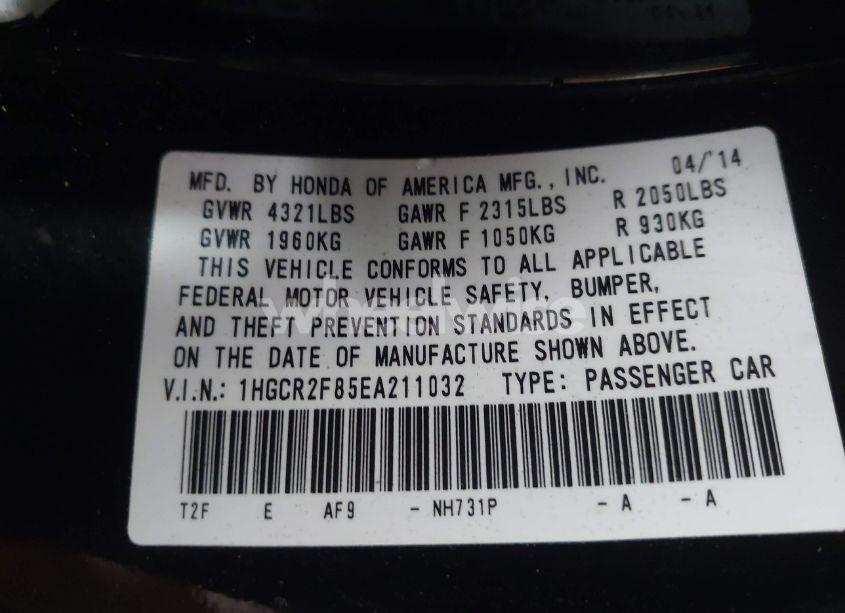 MFD. BY HONDA OF AMERICA MFG., INC. 04/'14
GVWR 4321LBS GAWR F 2315LBS R 2050LBS
GVWR 1960KG GAWR F 1050KG R 930KG
THIS VEHICLE CONFORMS TO ALL APPLICABLE
FEDERAL MOTOR VEHICLE SAFETY, BUMPER,
wheelwire
AND THEFT PREVENTION STANDARDS IN EFFECT
ON THE DATE OF MANUFACTURE SHOWN ABOVE.
V.I.N.: 1HGCR2F85EA211032 TYPE: PASSENGER CAR
T2F E AF9 - NH731P - A - A